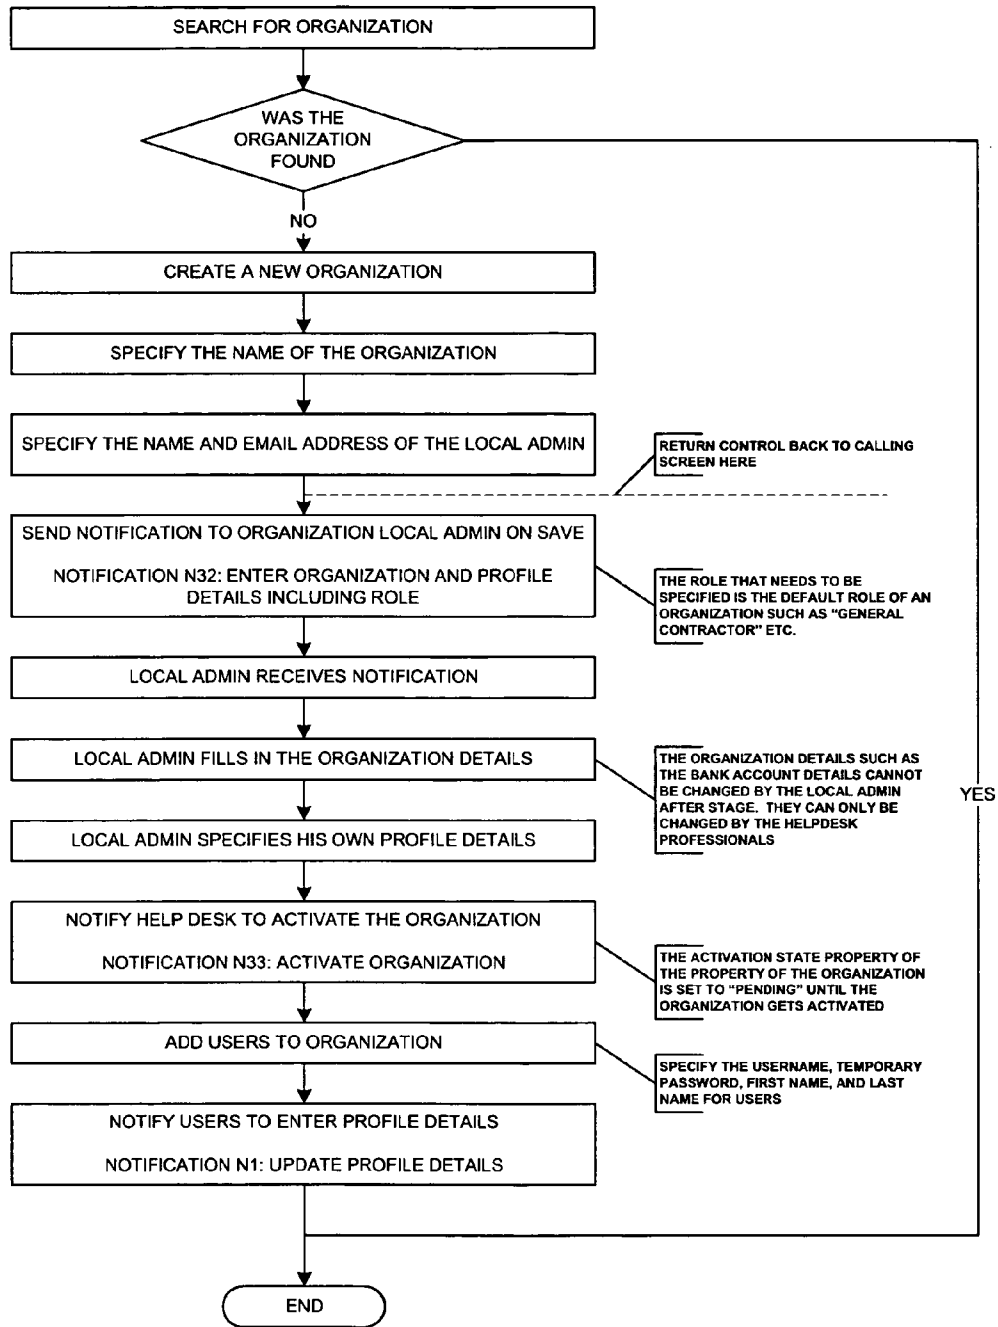 SEARCH FOR ORGANIZATION
WAS THE
ORGANIZATION
FOUND
NO
CREATE A NEW ORGANIZATION
SPECIFY THE NAME OF THE ORGANIZATION
SPECIFY THE NAME AND EMAIL ADDRESS OF THE LOCAL ADMIN
RETURN CONTROL BACK TO CALLING
SCREEN HERE
SEND NOTIFICATION TO ORGANIZATION LOCAL ADMIN ON SAVE
NOTIFICATION N32: ENTER ORGANIZATION AND PROFILE
DETAILS INCLUDING ROLE
THE ROLE THAT NEEDS TO BE
SPECIFIED IS THE DEFAULT ROLE OF AN
ORGANIZATION SUCH AS "GENERAL
CONTRACTOR" ETC.
LOCAL ADMIN RECEIVES NOTIFICATION
LOCAL ADMIN FILLS IN THE ORGANIZATION DETAILS
THE ORGANIZATION DETAILS SUCH AS
THE BANK ACCOUNT DETAILS CANNOT
BE CHANGED BY THE LOCAL ADMIN
AFTER STAGE. THEY CAN ONLY BE
CHANGED BY THE HELPDESK
PROFESSIONALS
YES
LOCAL ADMIN SPECIFIES HIS OWN PROFILE DETAILS
NOTIFY HELP DESK TO ACTIVATE THE ORGANIZATION
NOTIFICATION N33: ACTIVATE ORGANIZATION
THE ACTIVATION STATE PROPERTY OF
THE PROPERTY OF THE ORGANIZATION
IS SET TO "PENDING" UNTIL THE
ORGANIZATION GETS ACTIVATED
ADD USERS TO ORGANIZATION
SPECIFY THE USERNAME, TEMPORARY
PASSWORD, FIRST NAME, AND LAST
NAME FOR USERS
NOTIFY USERS TO ENTER PROFILE DETAILS
NOTIFICATION N1: UPDATE PROFILE DETAILS
END